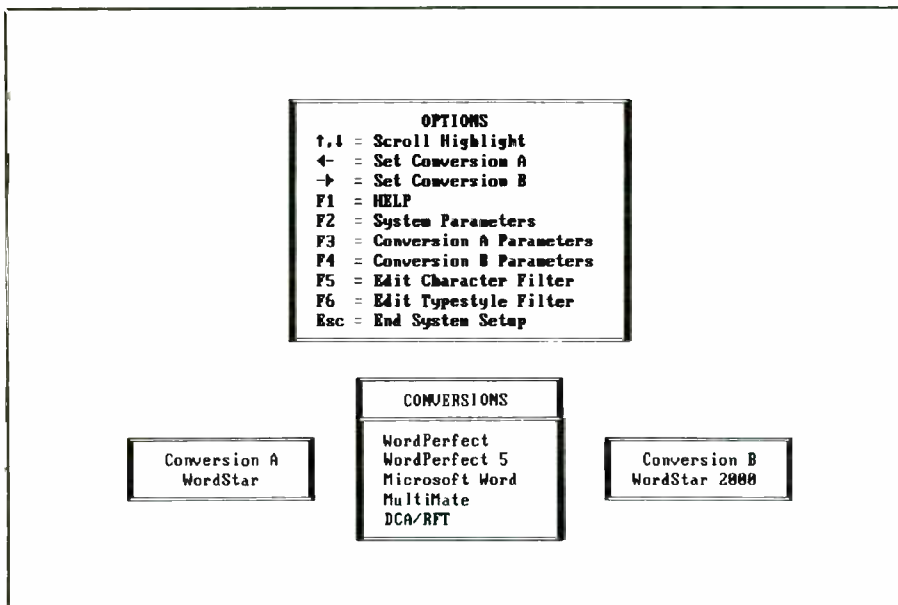 OPTIONS
↑,↓ = Scroll Highlight
←- = Set Conversion A
-→ = Set Conversion B
F1 = HELP
F2 = System Parameters
F3 = Conversion A Parameters
F4 = Conversion B Parameters
F5 = Edit Character Filter
F6 = Edit Typestyle Filter
Esc = End System Setup
CONVERSIONS
WordPerfect
WordPerfect 5
Microsoft Word
MultiMate
DCA/RFT
Conversion A
WordStar
Conversion B
WordStar 2000